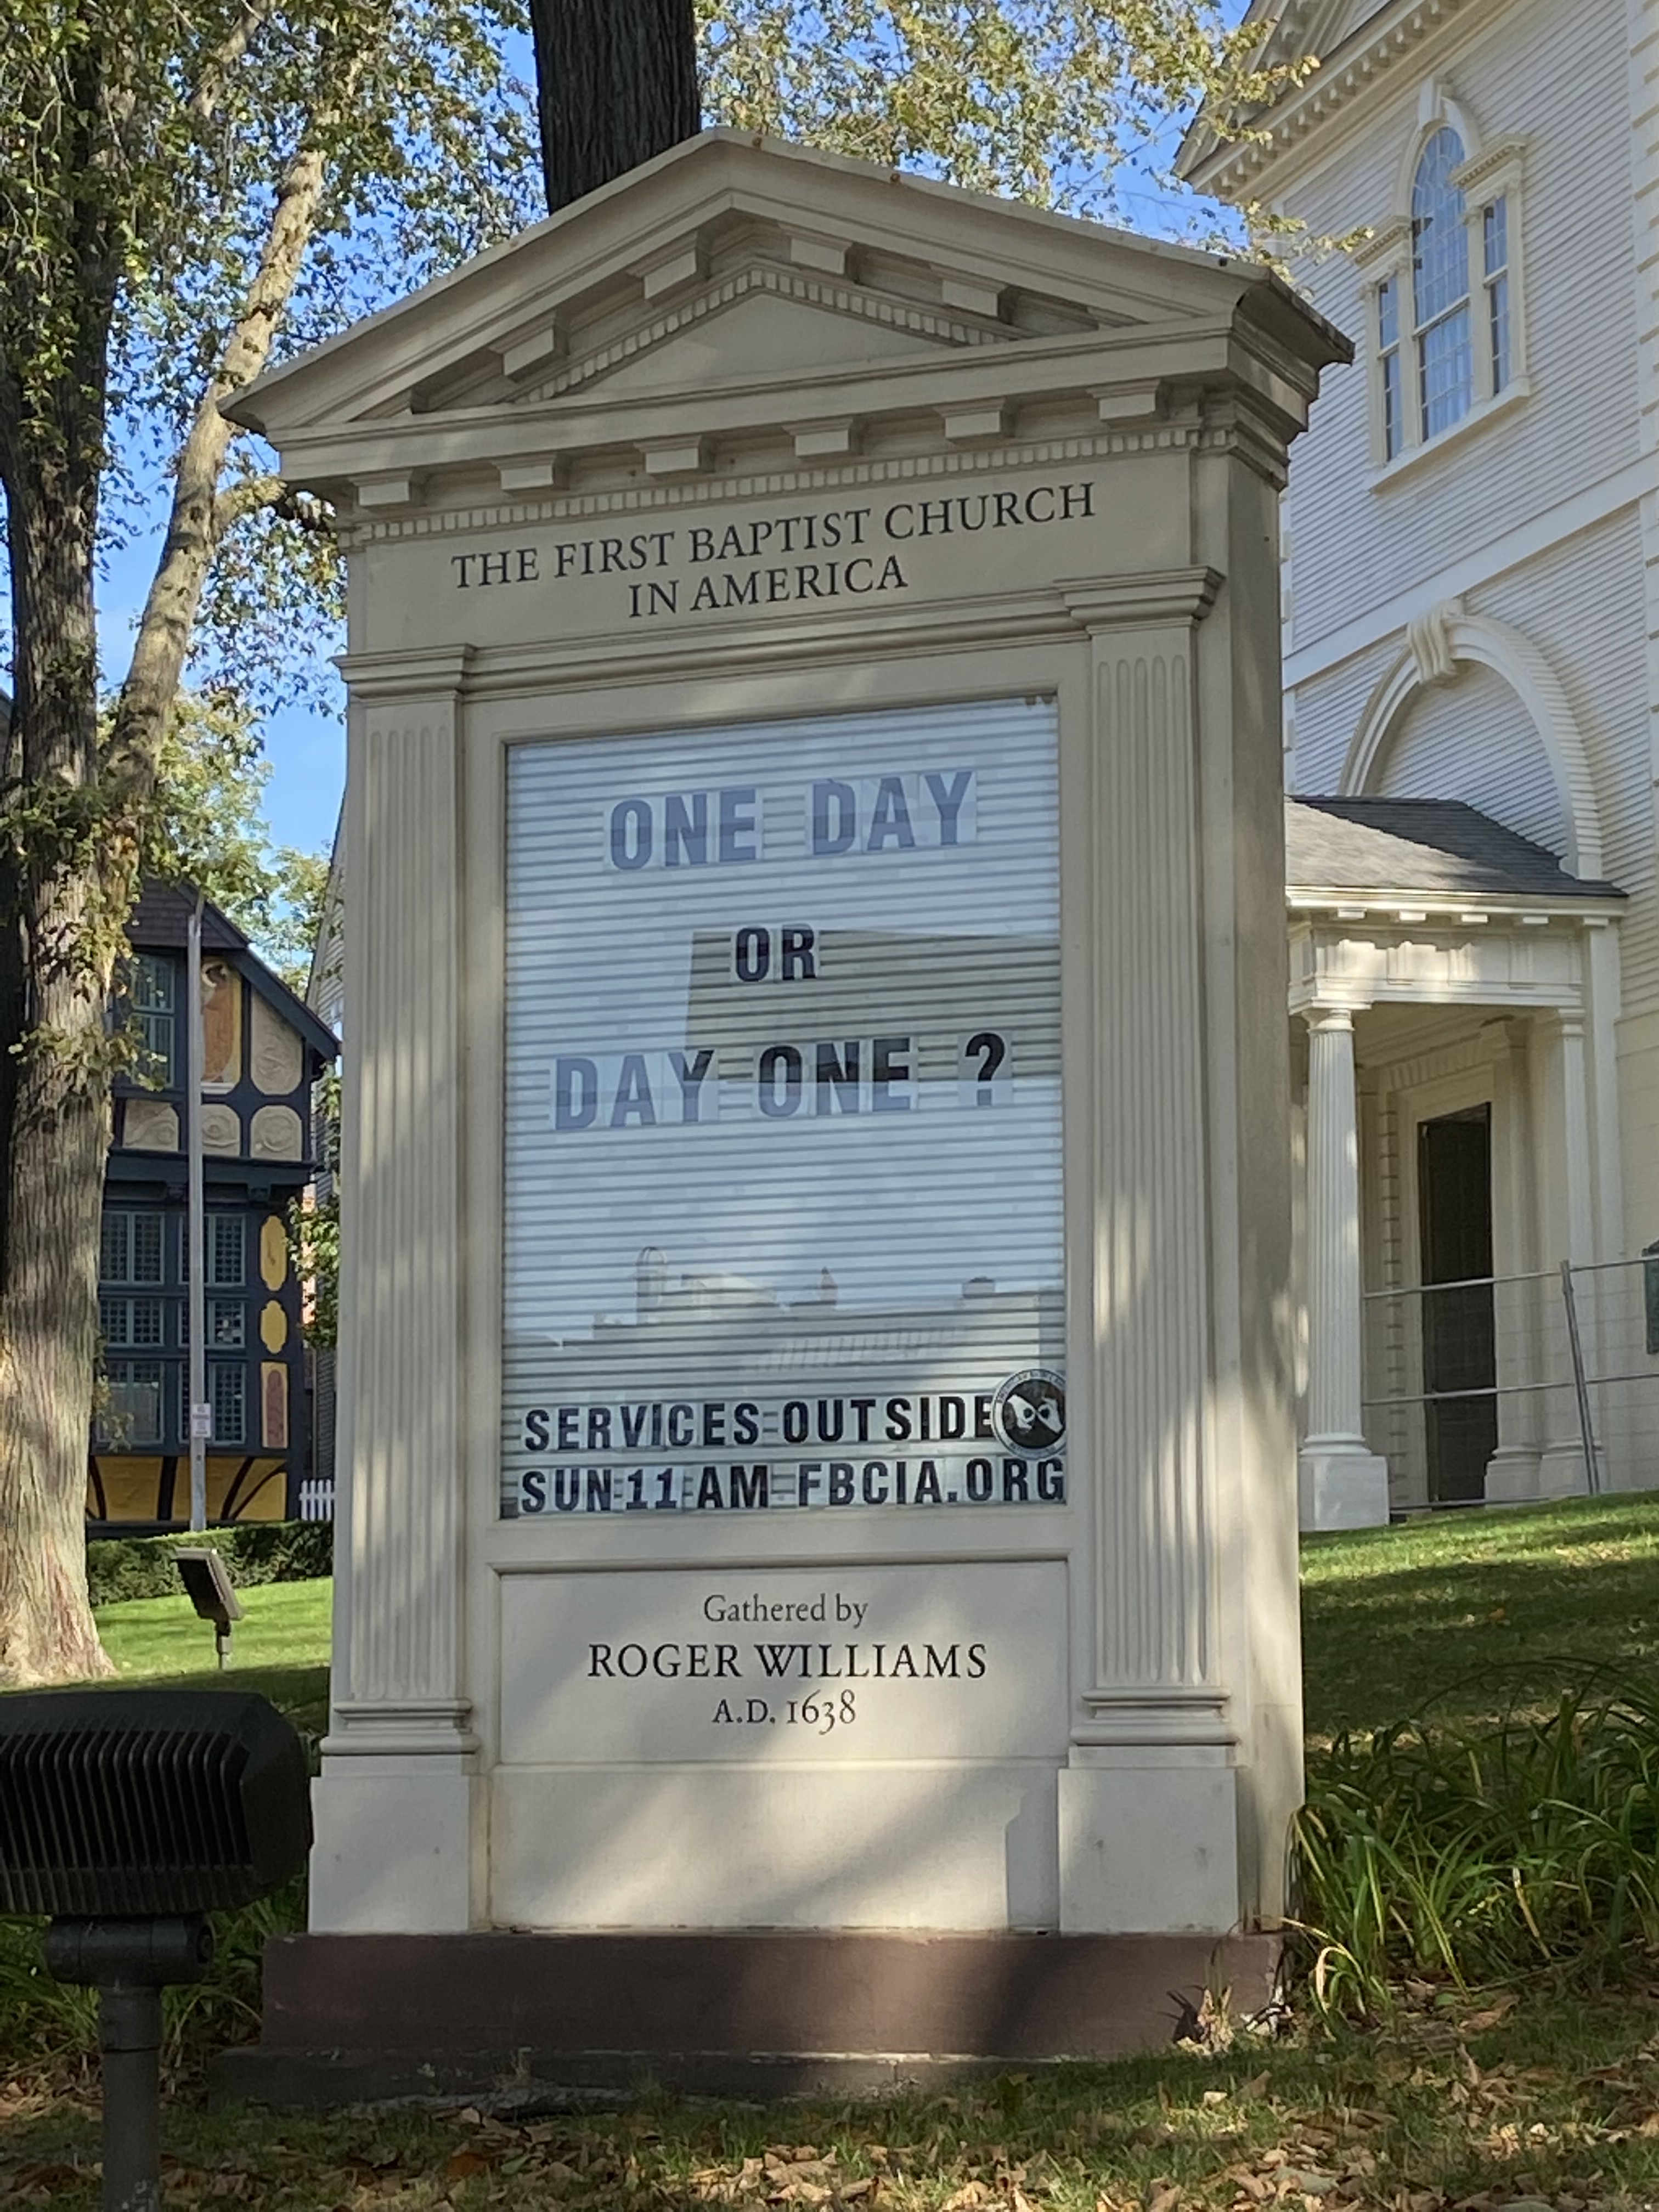 THE FIRST BAPTIST CHURCH
IN AMERICA
ONE DAY
OR
DAY ONE ?
SERVICES OUTSIDE
SUN 11 AM FBCIA.ORG
Gathered by
ROGER WILLIAMS
A.D. 1638